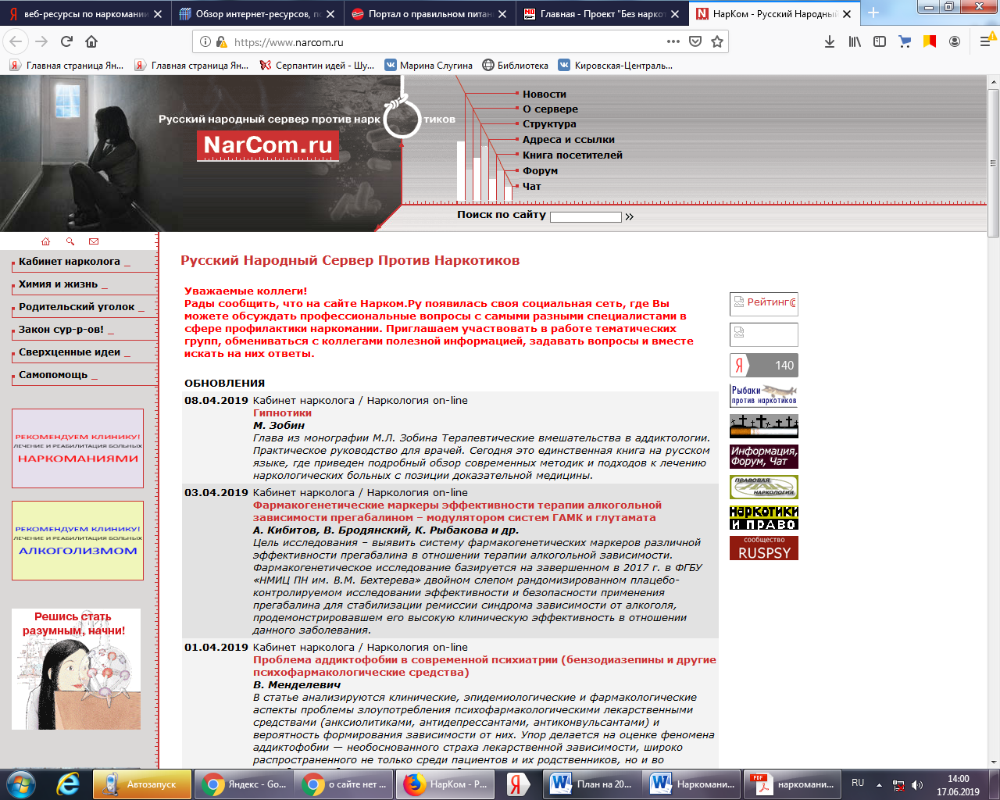 веб-ресурсы по наркомании
Обзор интернет-ресурсов, по
Портал о правильном питан
Главная - Проект "Без нарко
НарКом - Русский Народный
https://www.narcom.ru
Главная страница Ян...
Главная страница Ян...
Серпантин идей - Шу...
Марина Слугина
Библиотека
Кировская-Централь...
Русский народный сервер против нарк тиков
NarCom.ru
Новости
О сервере
Структура
Адреса и ссылки
Книга посетителей
Форум
Чат
Поиск по сайту
Кабинет нарколога _
Химия и жизнь _
Родительский уголок _
Закон сур-р-ов! _
Сверхценные идеи _
Самопомощь _
РЕКОМЕНДУЕМ КЛИНИКУ!
ЛЕЧЕНИЕ И РЕАБИЛИТАЦИЯ БОЛЬНЫХ
НАРКОМАНИЯМИ
РЕКОМЕНДУЕМ КЛИНИКУ!
ЛЕЧЕНИЕ И РЕАБИЛИТАЦИЯ БОЛЬНЫХ
АЛКОГОЛИЗМОМ
Решись стать
разумным, начни!
Русский Народный Сервер Против Наркотиков
Уважаемые коллеги!
Рады сообщить, что на сайте Нарком.Ру появилась своя социальная сеть, где Вы
можете обсуждать профессиональные вопросы с самыми разными специалистами в
сфере профилактики наркомании. Приглашаем участвовать в работе тематических
групп, обмениваться с коллегами полезной информацией, задавать вопросы и вместе
искать на них ответы.
ОБНОВЛЕНИЯ
08.04.2019 Кабинет нарколога / Наркология on-line
Гипнотики
М. Зобин
Глава из монографии М.Л. Зобина Терапевтические вмешательства в аддиктологии.
Практическое руководство для врачей. Сегодня это единственная книга на русском
языке, где приведен подробный обзор современных методик и подходов к лечению
наркологических больных с позиции доказательной медицины.
03.04.2019 Кабинет нарколога / Наркология on-line
Фармакогенетические маркеры эффективности терапии алкогольной
зависимости прегабалином – модулятором систем ГАМК и глутамата
А. Кибитов, В. Бродянский, К. Рыбакова и др.
Цель исследования – выявить систему фармакогенетических маркеров различной
эффективности прегабалина в отношении терапии алкогольной зависимости.
Фармакогенетическое исследование базируется на завершенном в 2017 г. в ФГБУ
«НМИЦ ПН им. В.М. Бехтерева» двойном слепом рандомизированном плацебо-
контролируемом исследовании эффективности и безопасности применения
прегабалина для стабилизации ремиссии синдрома зависимости от алкоголя,
продемонстрировавшем его высокую клиническую эффективность в отношении
данного заболевания.
01.04.2019 Кабинет нарколога / Наркология on-line
Проблема аддиктофобии в современной психиатрии (бензодиазепины и другие
психофармакологические средства)
В. Менделевич
В статье анализируются клинические, эпидемиологические и фармакологические
аспекты проблемы злоупотребления психофармакологическими лекарственными
средствами (анксиолитиками, антидепрессантами, антиконвульсантами) и
вероятность формирования зависимости от них. Упор делается на оценке феномена
аддиктофобии — необоснованного страха лекарственной зависимости, широко
распространенного не только среди пациентов и их родственников, но и во
Рейтинг@
Я 140
Рыбаки
против наркотиков
Информация,
Форум, Чат
ПРАВОВАЯ
НАРКОЛОГИЯ
наркотики
и право
сообщество
RUSPSY
Автозапуск
Яндекс - Go...
о сайте нет ...
НарКом - Р...
Я
План на 20...
Наркомани...
наркомани...
RU
14:00
17.06.2019